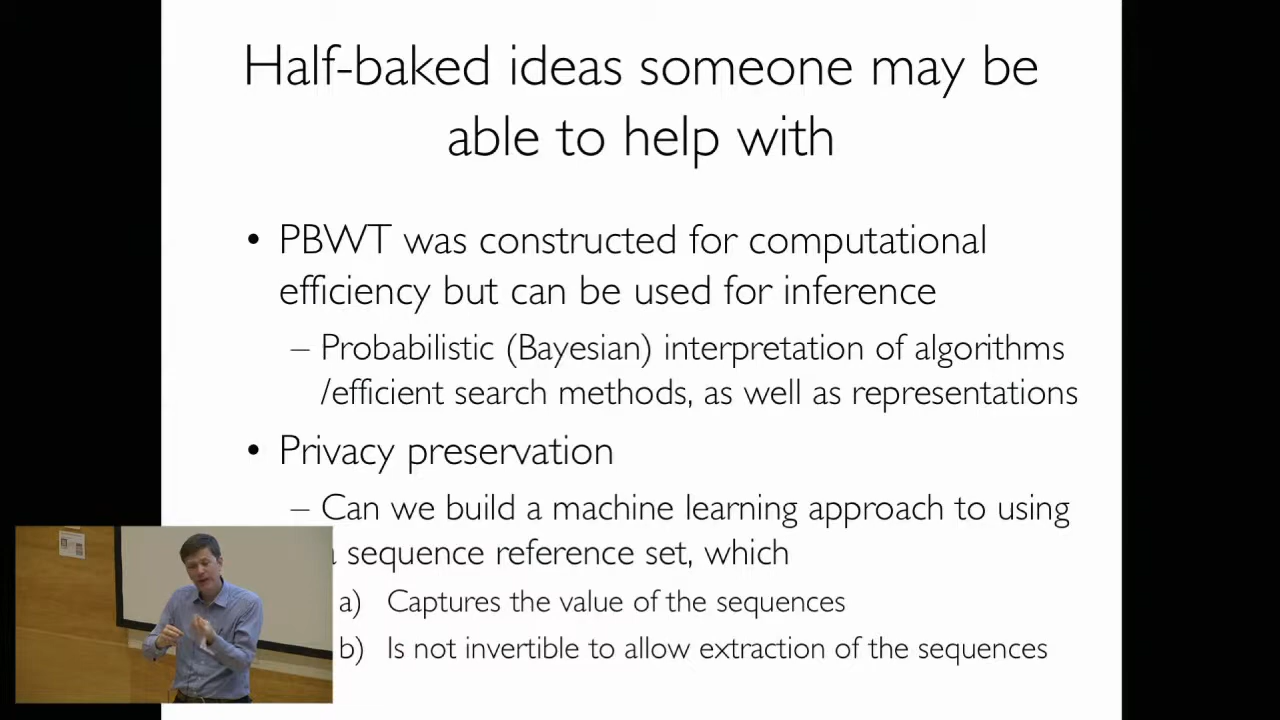 Half-baked ideas someone may be
able to help with
• PBWT was constructed for computational
efficiency but can be used for inference
– Probabilistic (Bayesian) interpretation of algorithms
/efficient search methods, as well as representations
• Privacy preservation
– Can we build a machine learning approach to using
sequence reference set, which
a) Captures the value of the sequences
b) Is not invertible to allow extraction of the sequences